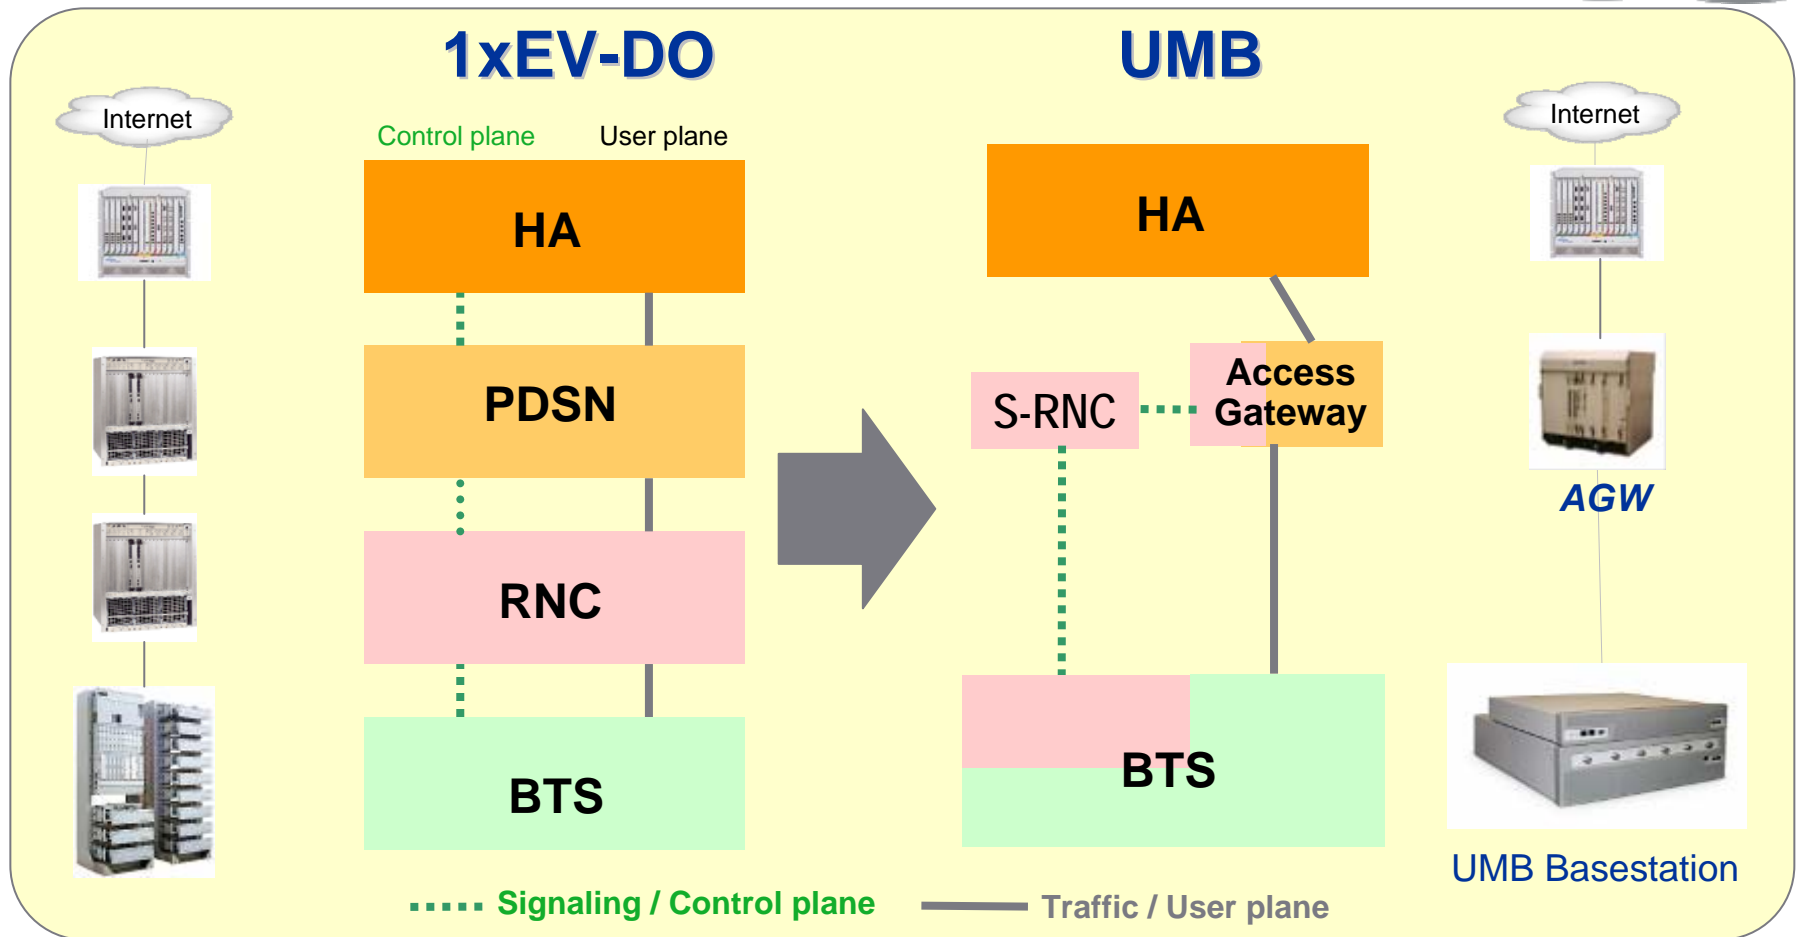 1xEV-DO
UMB
Internet
Control plane
User plane
Internet
HA
HA
PDSN
S-RNC
Access
Gateway
AGW
RNC
BTS
BTS
UMB Basestation
Signaling / Control plane
Traffic / User plane